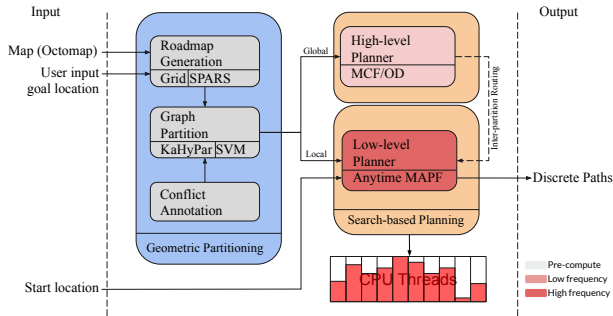 Input
Output
Map (Octomap)
User input
goal location
Start location
Roadmap
Generation
Grid|SPARS
Graph
Partition
KaHyPar|SVM
Conflict
Annotation
Geometric Partitioning
Global
Local
High-level
Planner
MCF/OD
Inter-partition Routing
Low-level
Planner
Anytime MAPF
Search-based Planning
Discrete Paths
CPU Threads
Pre-compute
Low frequency
High frequency